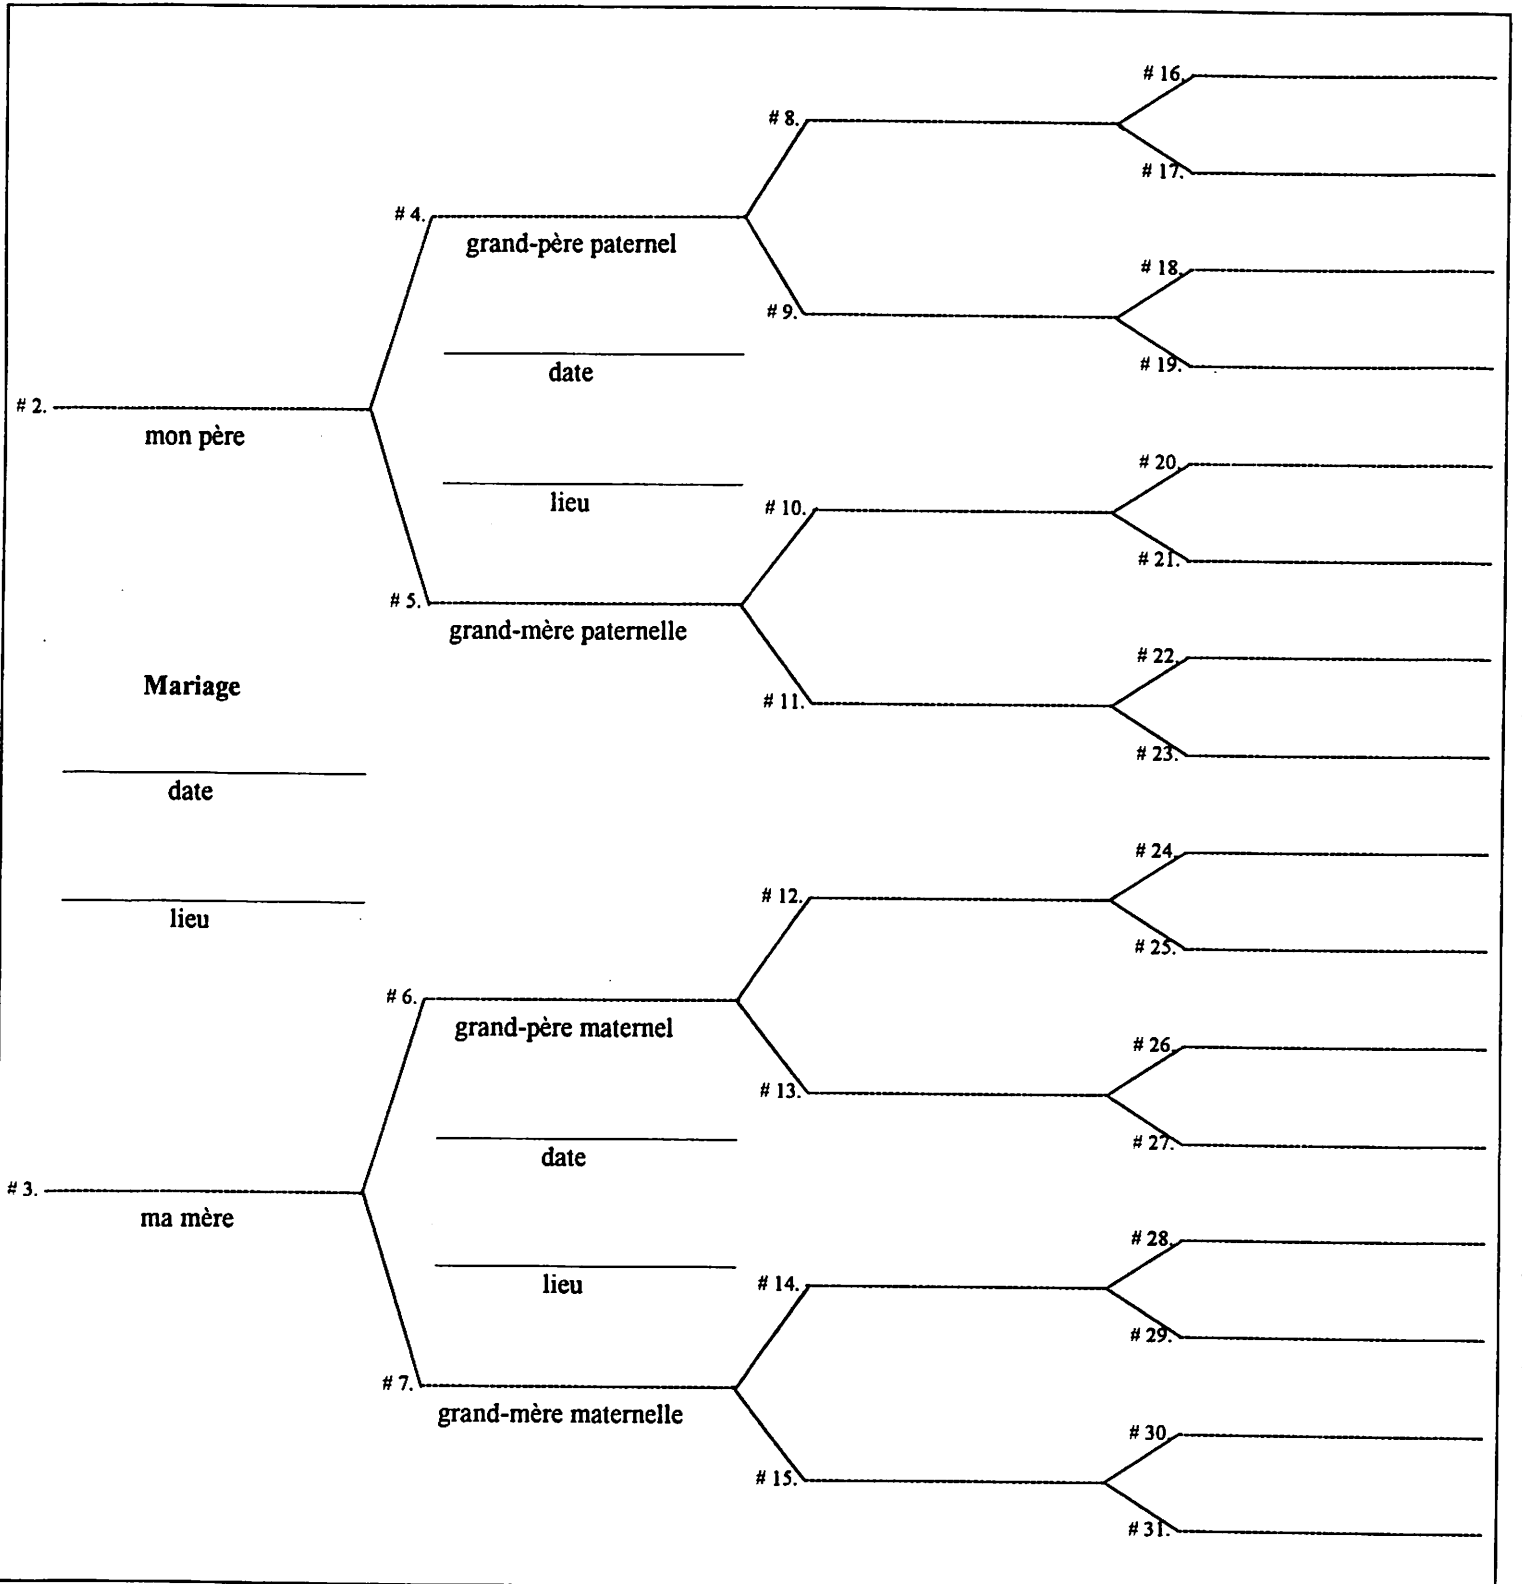 # 16.
# 8.
# 17.
# 4.
grand-père paternel
# 18.
# 9.
date
# 19.
# 2.
mon père
# 20.
lieu
# 10.
# 21.
# 5.
grand-mère paternelle
# 22.
Mariage
# 11.
# 23.
date
# 24.
# 12.
lieu
# 25.
# 6.
grand-père maternel
# 26.
# 13.
date
# 27.
# 3.
ma mère
# 28.
lieu
# 14.
# 29.
# 7.
grand-mère maternelle
# 30.
# 15.
# 31.